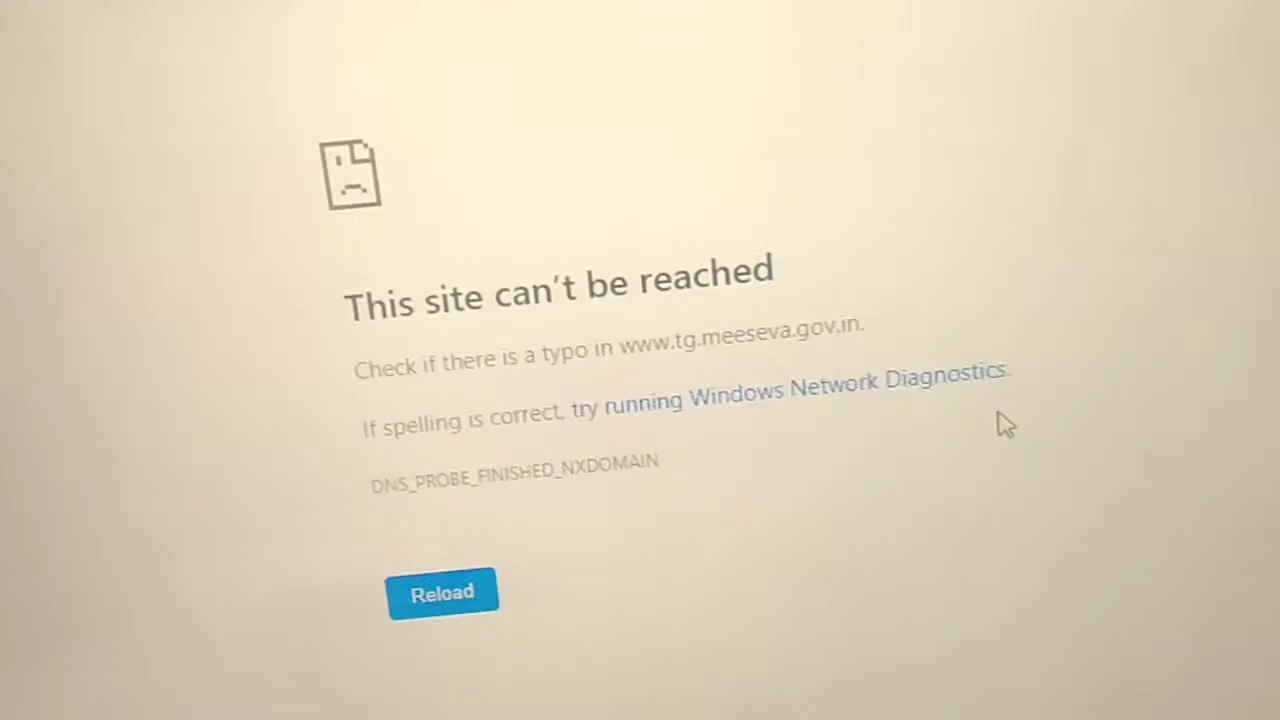 This site can't be reached
Check if there is a typo in www.tg.meeseva.gov.in.
If spelling is correct, try running Windows Network Diagnostics.
DNS_PROBE_FINISHED_NXDOMAIN
Reload